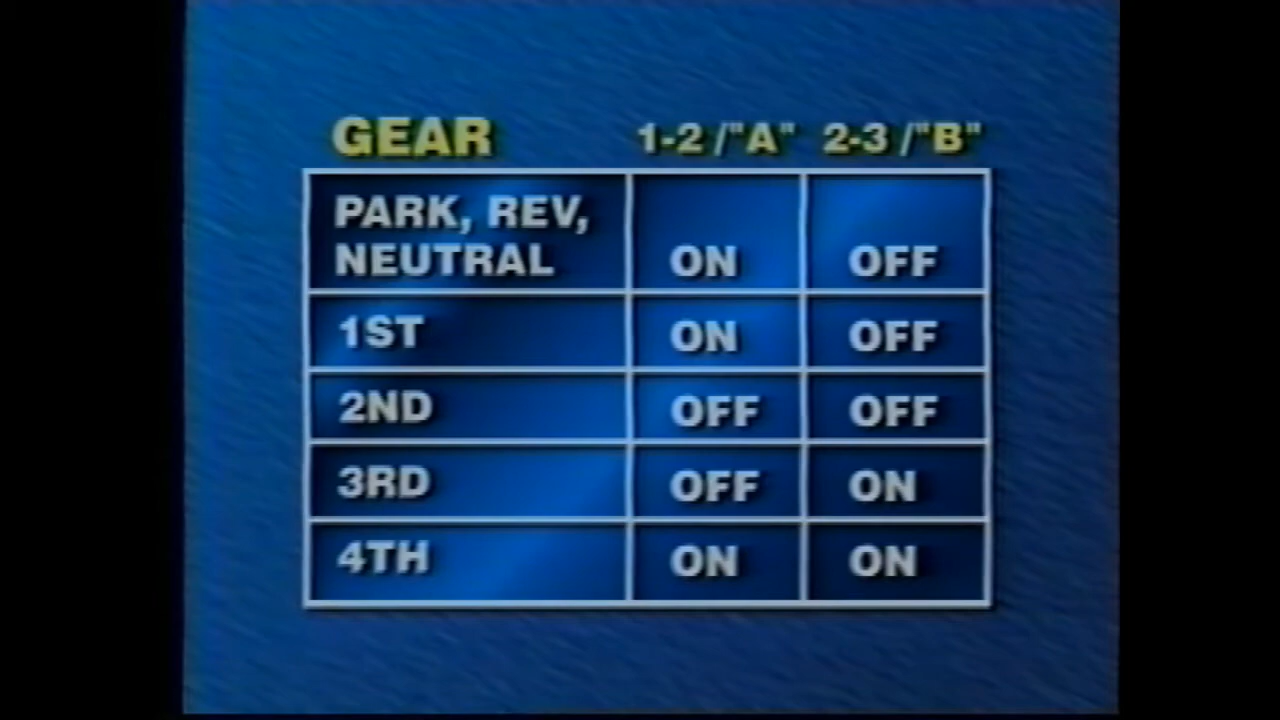 GEAR 1-2 /"A" 2-3 /"B"
PARK, REV,
NEUTRAL ON OFF
1ST ON OFF
2ND OFF OFF
3RD OFF ON
4TH ON ON